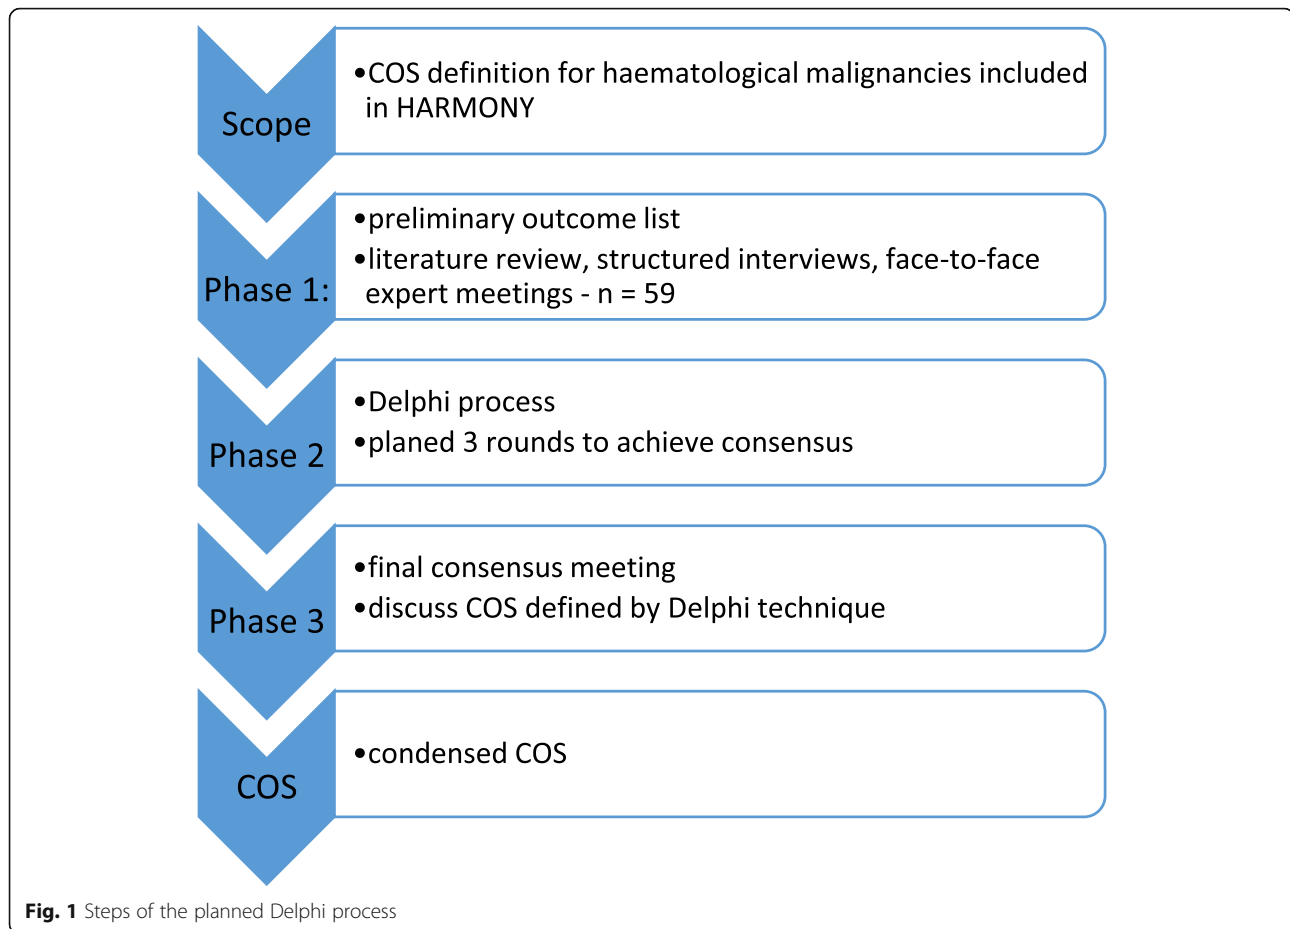 Scope
•COS definition for haematological malignancies included
in HARMONY
Phase 1:
•preliminary outcome list
•literature review, structured interviews, face-to-face
expert meetings - n = 59
Phase 2
•Delphi process
•planed 3 rounds to achieve consensus
Phase 3
•final consensus meeting
•discuss COS defined by Delphi technique
COS
•condensed COS
Fig. 1 Steps of the planned Delphi process